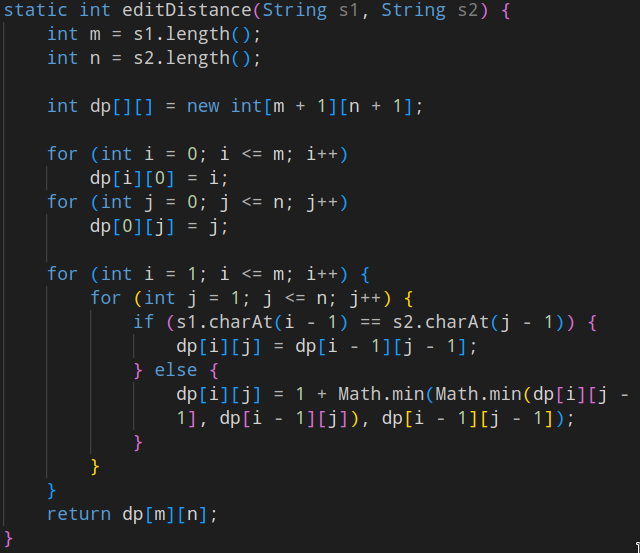 static int editDistance(String s1, String s2) {
    int m = s1.length();
    int n = s2.length();

    int dp[][] = new int[m + 1][n + 1];

    for (int i = 0; i <= m; i++)
        dp[i][0] = i;
    for (int j = 0; j <= n; j++)
        dp[0][j] = j;

    for (int i = 1; i <= m; i++) {
        for (int j = 1; j <= n; j++) {
            if (s1.charAt(i - 1) == s2.charAt(j - 1)) {
                dp[i][j] = dp[i - 1][j - 1];
            } else {
                dp[i][j] = 1 + Math.min(Math.min(dp[i][j -
                1], dp[i - 1][j]), dp[i - 1][j - 1]);
            }
        }
    }
    return dp[m][n];
}